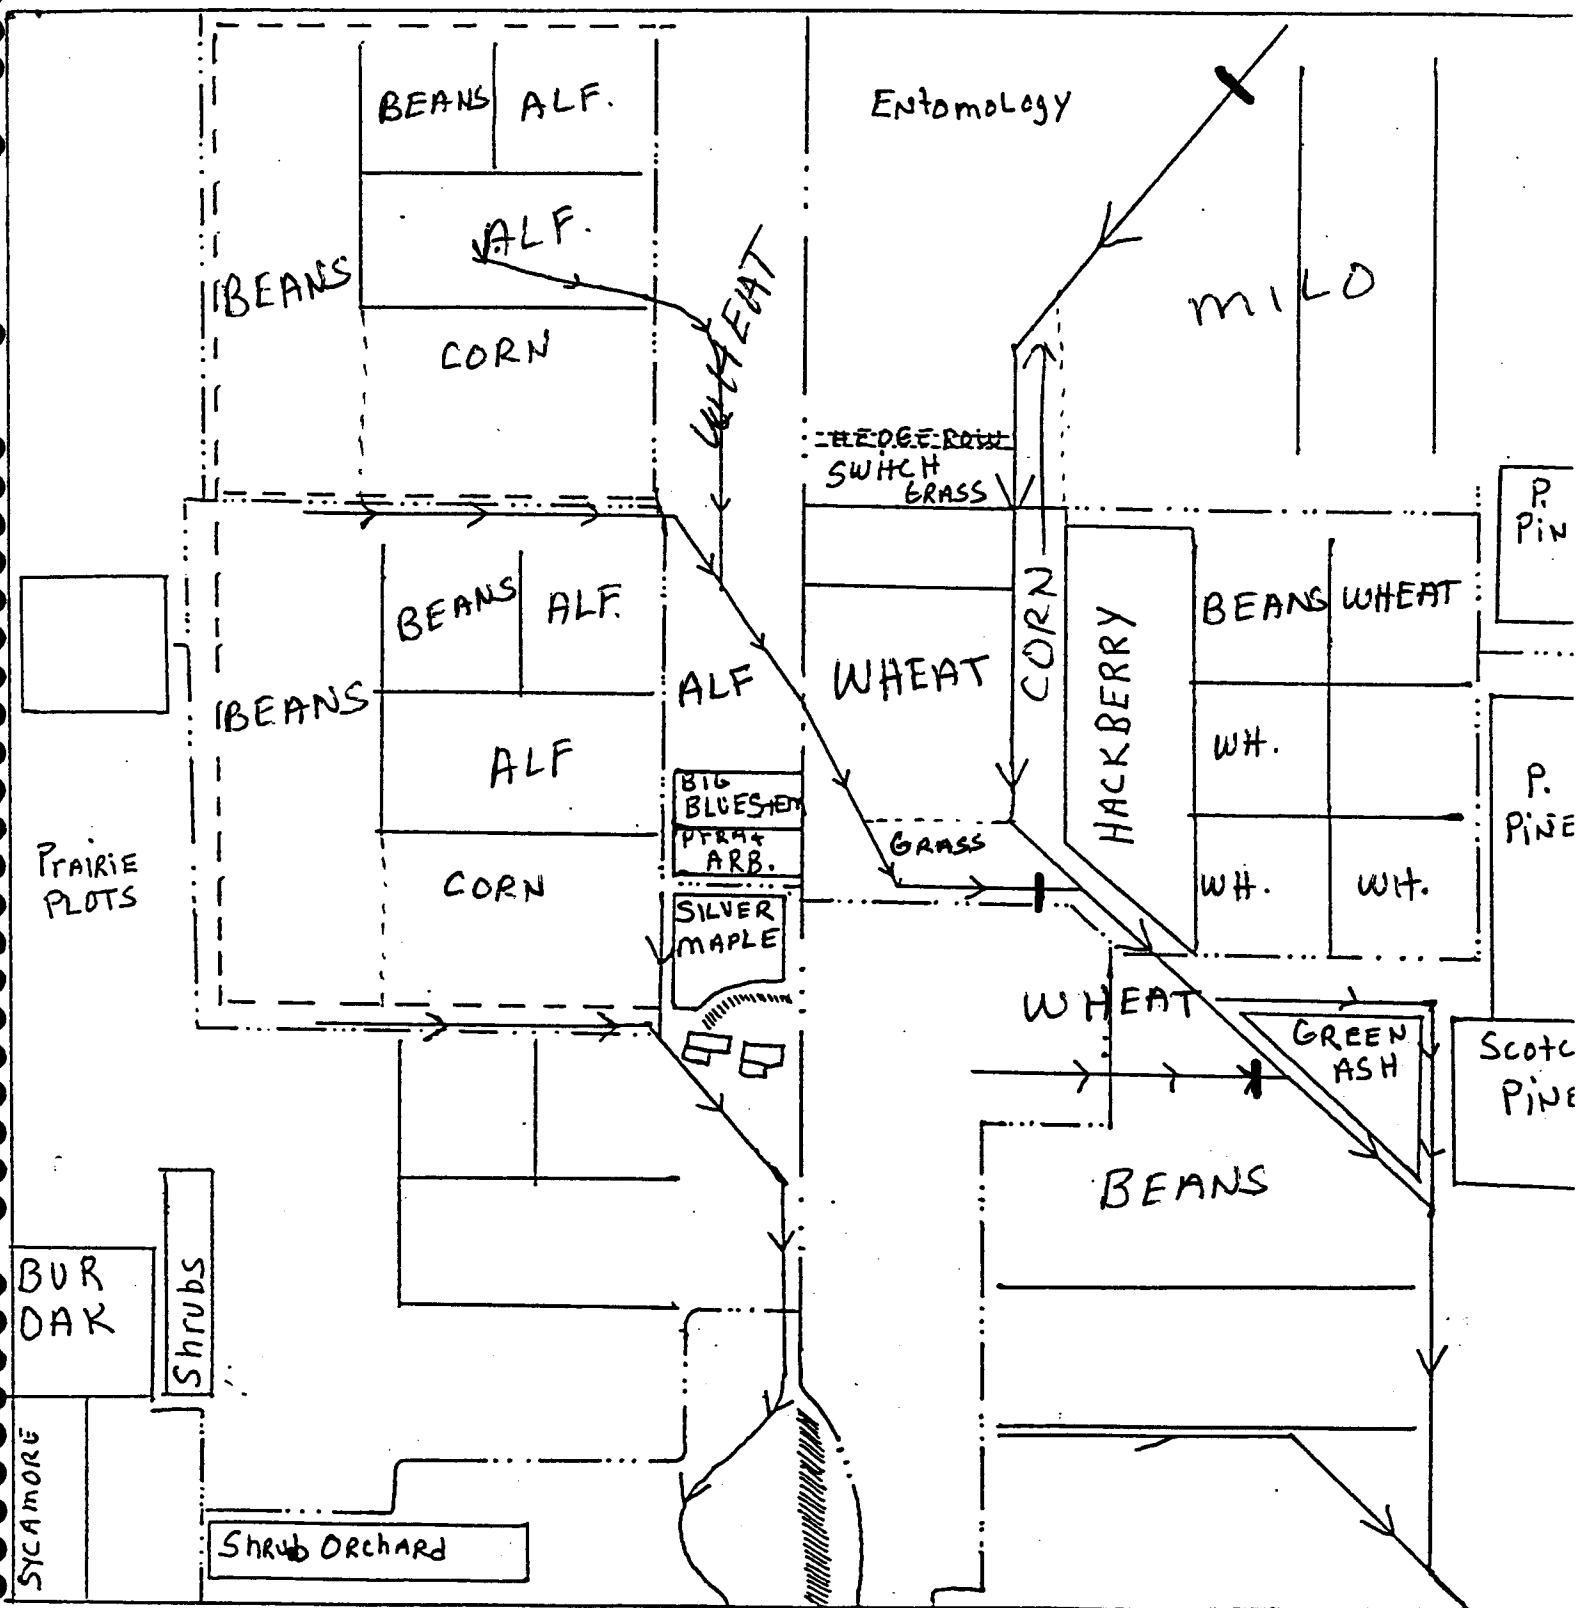 BEANS
ALF.
Entomology
ALF.
WHEAT
BEANS
MILO
CORN
HEDGE ROW
SWITCH
GRASS
P.
PIN
BEANS
ALF.
CORN
BEANS
WHEAT
HACKBERRY
BEANS
ALF
WHEAT
ALF
WH.
BIG
BLUESTEM
P.
PINE
ARB.
GRASS
PrAiRiE
PLOTS
CORN
WH.
WH.
SILVER
MAPLE
WHEAT
GREEN
ASH
Scotc
PiNE
BEANS
BUR
OAK
Shrubs
SYCAMORE
Shrub ORchard